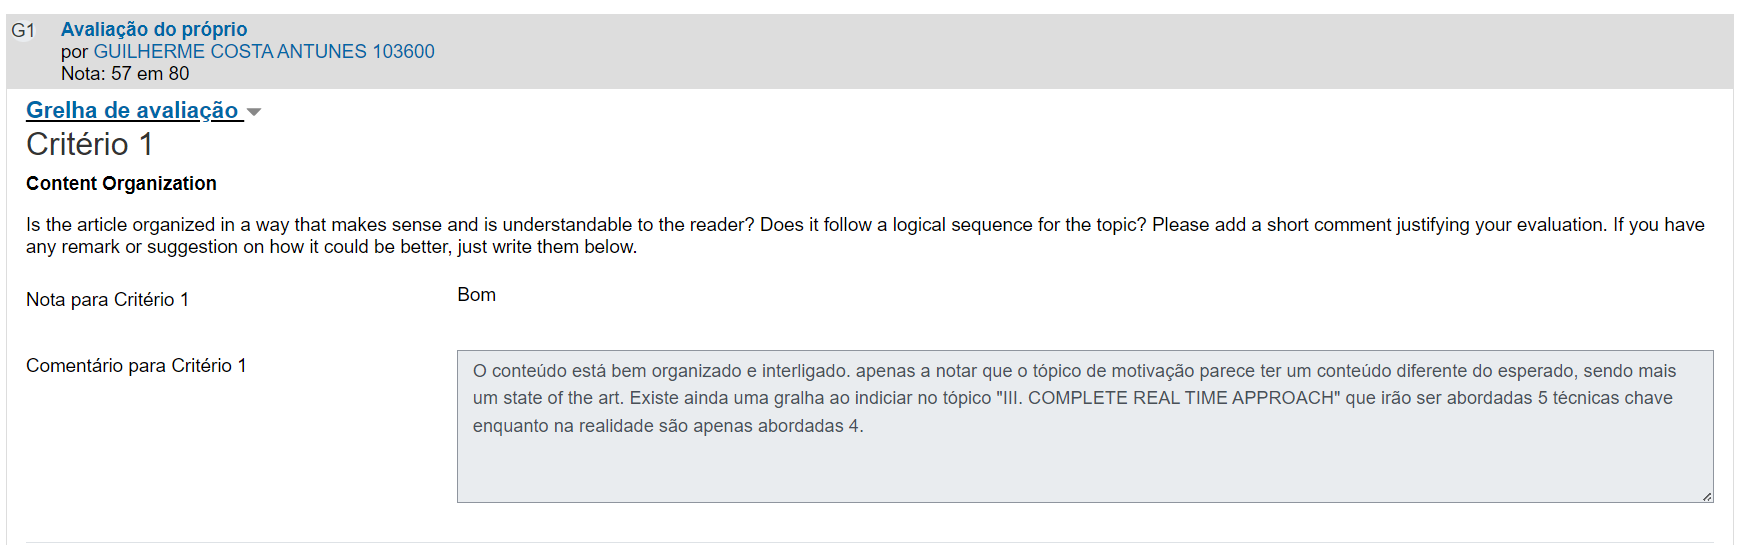 G1
Avaliação do próprio
por GUILHERME COSTA ANTUNES 103600
Nota: 57 em 80
Grelha de avaliação
Critério 1
Content Organization
Is the article organized in a way that makes sense and is understandable to the reader? Does it follow a logical sequence for the topic? Please add a short comment justifying your evaluation. If you have
any remark or suggestion on how it could be better, just write them below.
Nota para Critério 1
Bom
Comentário para Critério 1
O conteúdo está bem organizado e interligado. apenas a notar que o tópico de motivação parece ter um conteúdo diferente do esperado, sendo mais
um state of the art. Existe ainda uma gralha ao indiciar no tópico "III. COMPLETE REAL TIME APPROACH" que irão ser abordadas 5 técnicas chave
enquanto na realidade são apenas abordadas 4.